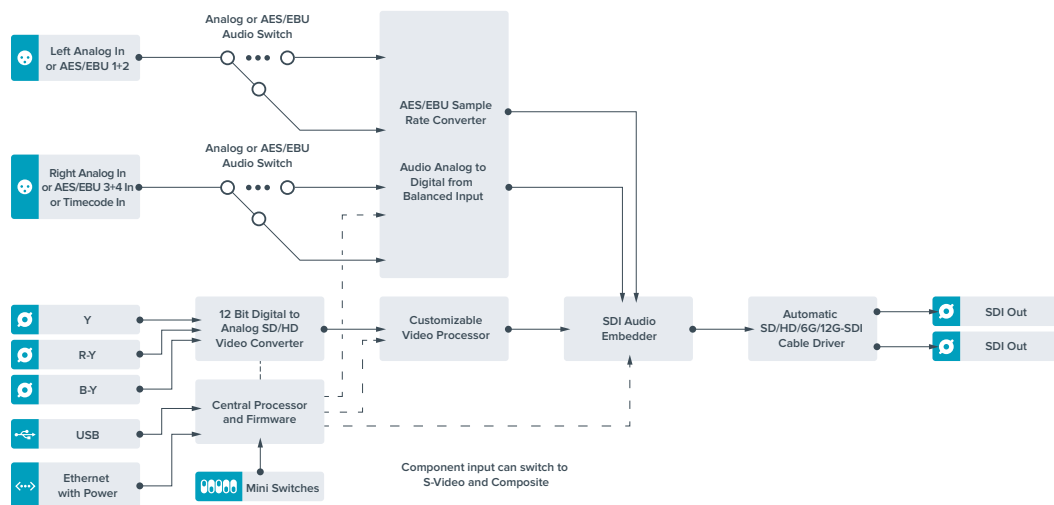 Analog or AES/EBU
Audio Switch
Left Analog In
or AES/EBU 1+2
AES/EBU Sample
Rate Converter
Analog or AES/EBU
Audio Switch
Right Analog In
or AES/EBU 3+4 In
or Timecode In
Audio Analog to
Digital from
Balanced Input
Y
R-Y
B-Y
12 Bit Digital to
Analog SD/HD
Video Converter
Customizable
Video Processor
SDI Audio
Embedder
Automatic
SD/HD/6G/12G-SDI
Cable Driver
SDI Out
SDI Out
Central Processor
and Firmware
USB
Ethernet
with Power
Mini Switches
Component input can switch to
S-Video and Composite